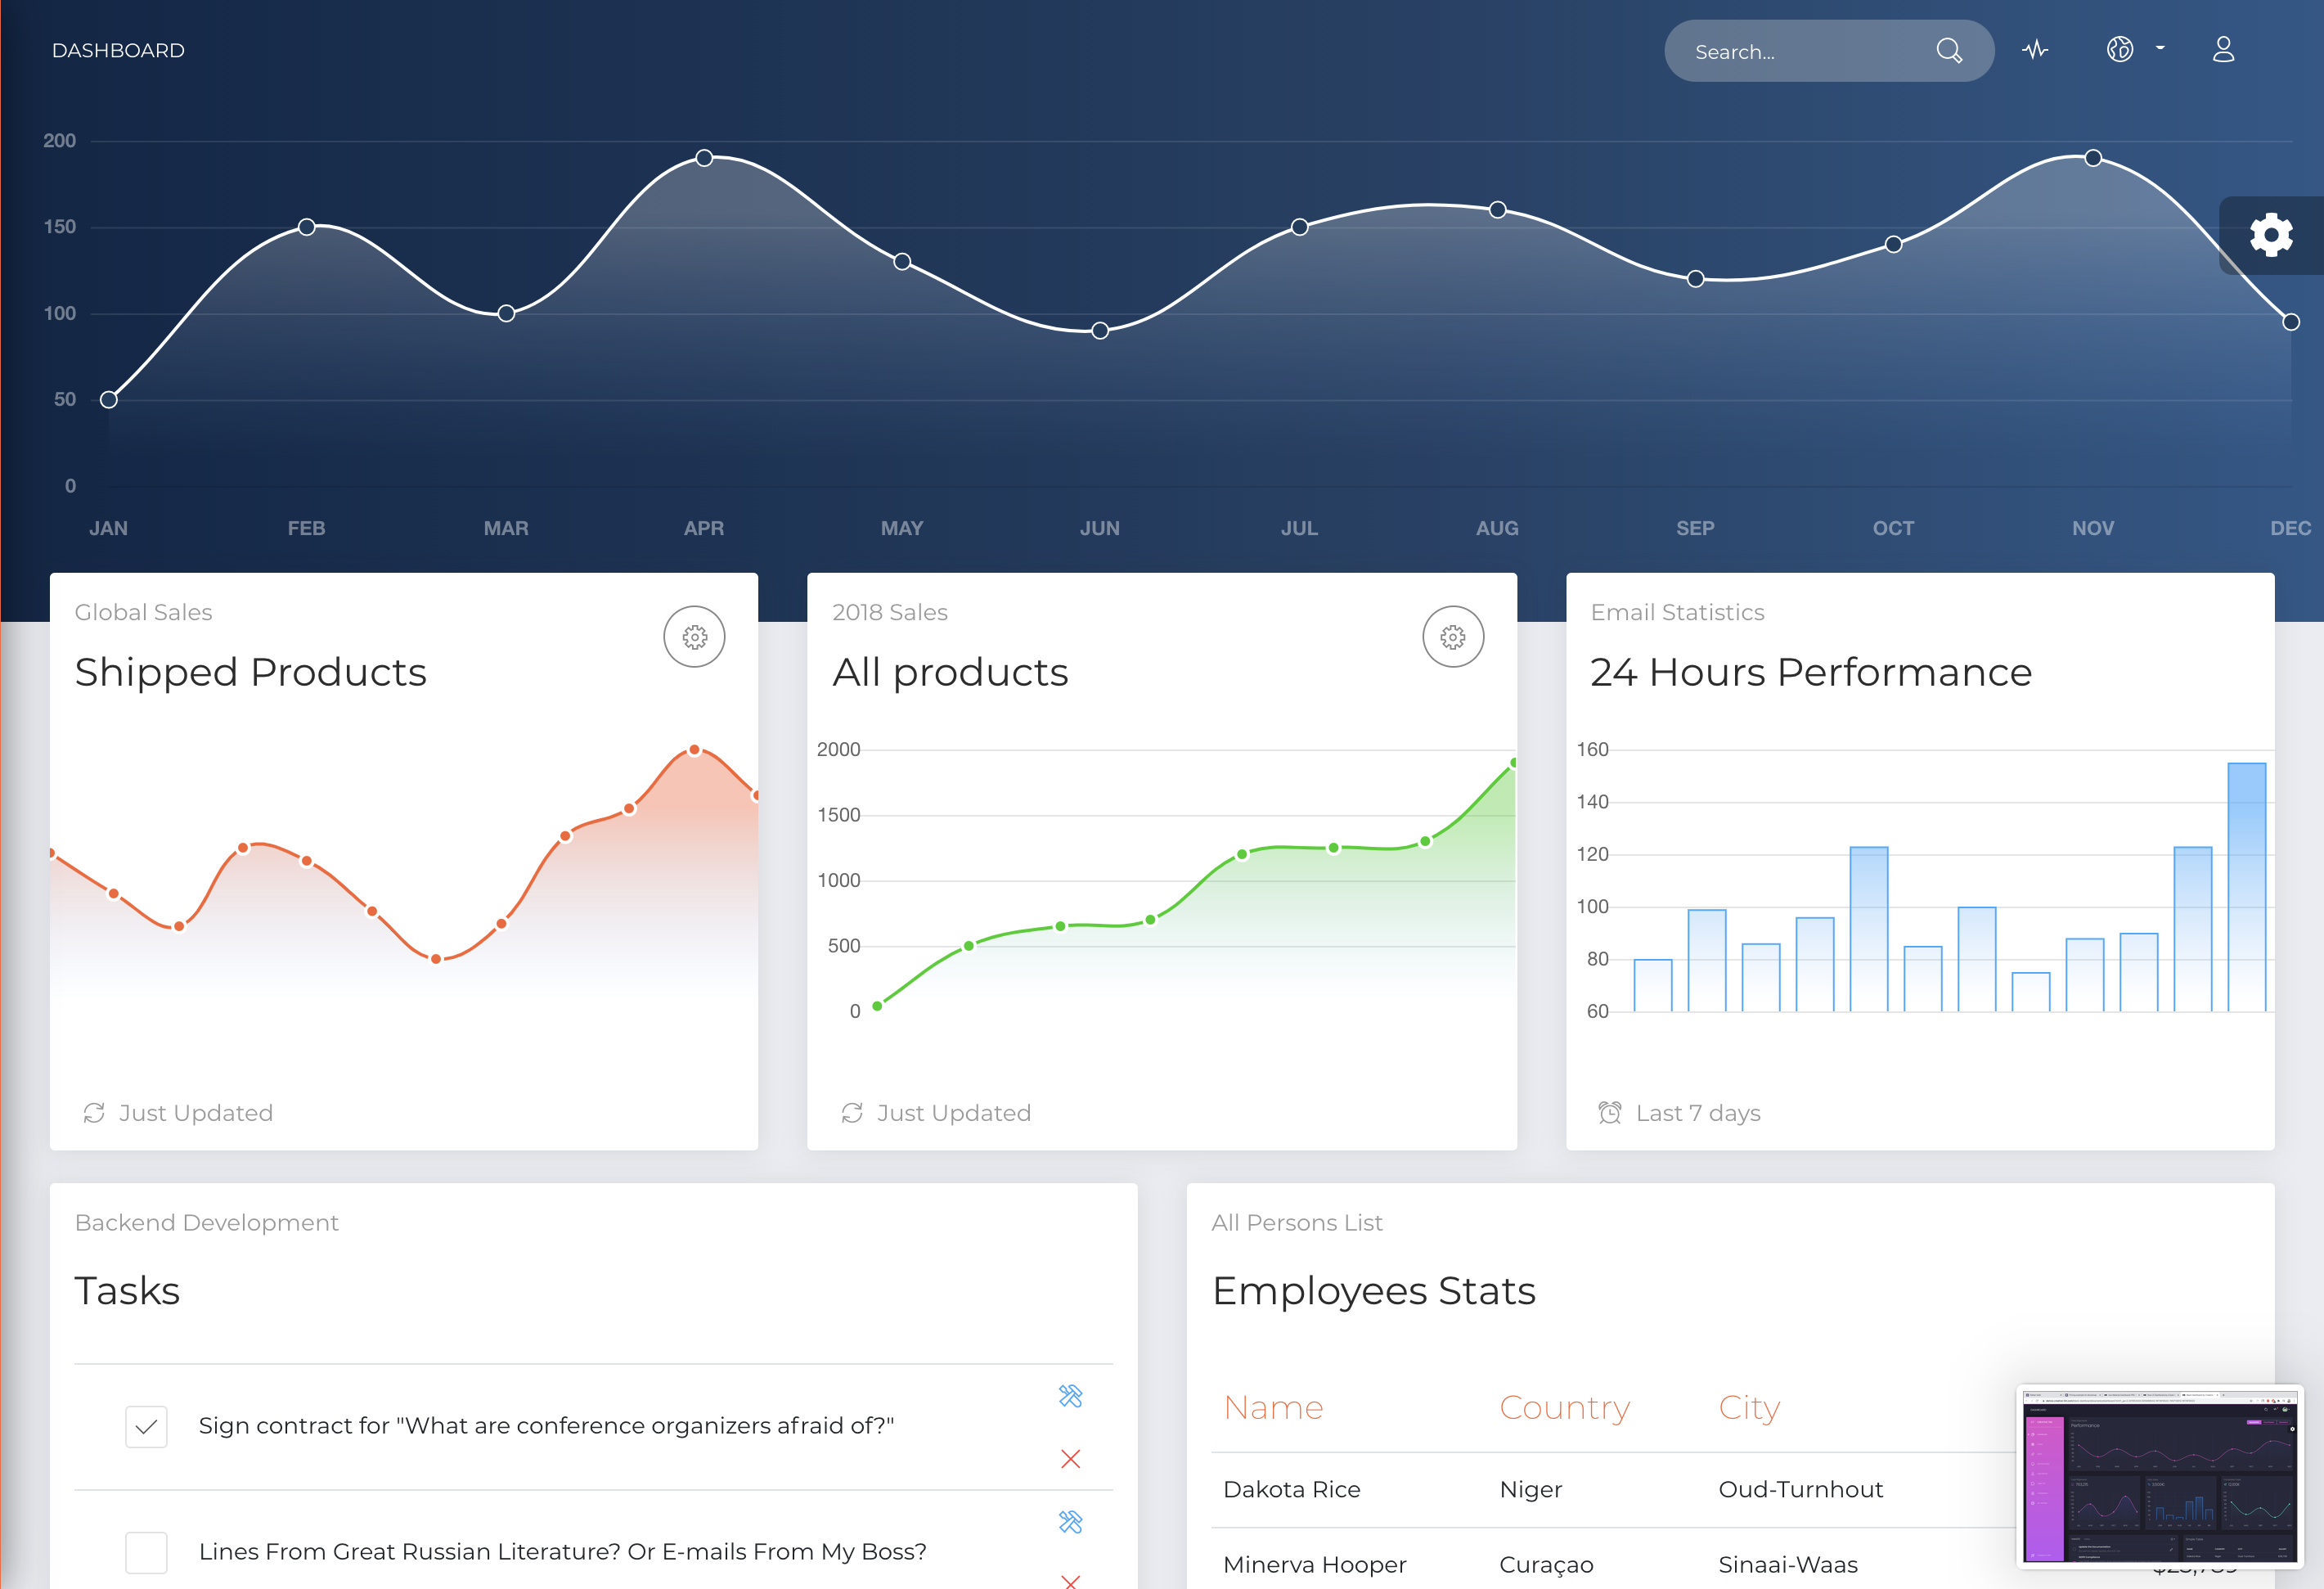 DASHBOARD
Search...
200
150
100
50
0
JAN FEB MAR APR MAY JUN JUL AUG SEP OCT NOV DEC
Global Sales
Shipped Products
Just Updated
2018 Sales
All products
2000
1500
1000
500
0
Just Updated
Email Statistics
24 Hours Performance
160
140
120
100
80
60
Last 7 days
Backend Development
Tasks
Sign contract for "What are conference organizers afraid of?"
Lines From Great Russian Literature? Or E-mails From My Boss?
All Persons List
Employees Stats
Name Country City
Dakota Rice Niger Oud-Turnhout
Minerva Hooper Curaçao Sinaai-Waas